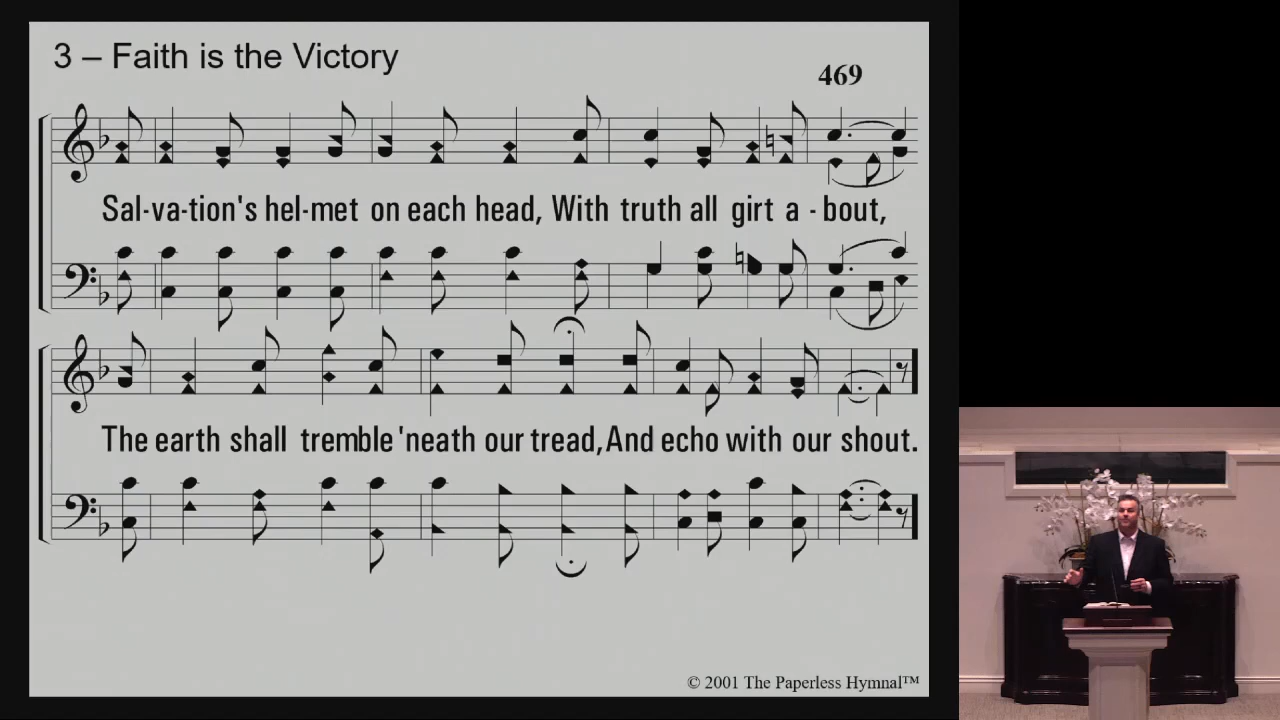 3 – Faith is the Victory
469
Sal-va-tion's hel-met on each head, With truth all girt a - bout,
The earth shall tremble 'neath our tread, And echo with our shout.
© 2001 The Paperless Hymnal™